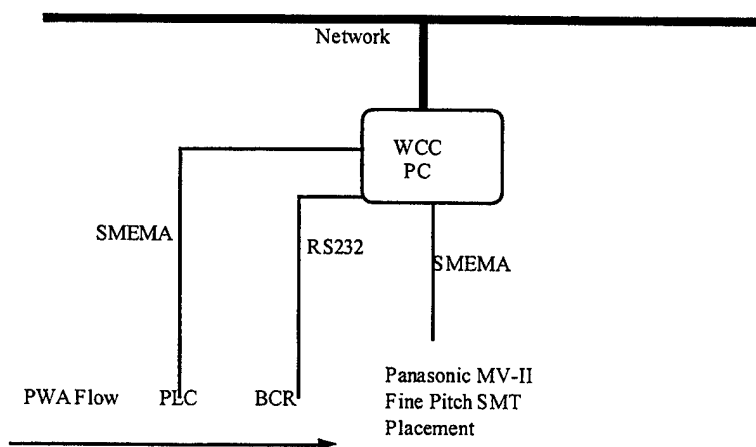 Network
WCC
PC
SMEMA
RS232
SMEMA
PWA Flow
PLC
BCR
Panasonic MV-II
Fine Pitch SMT
Placement